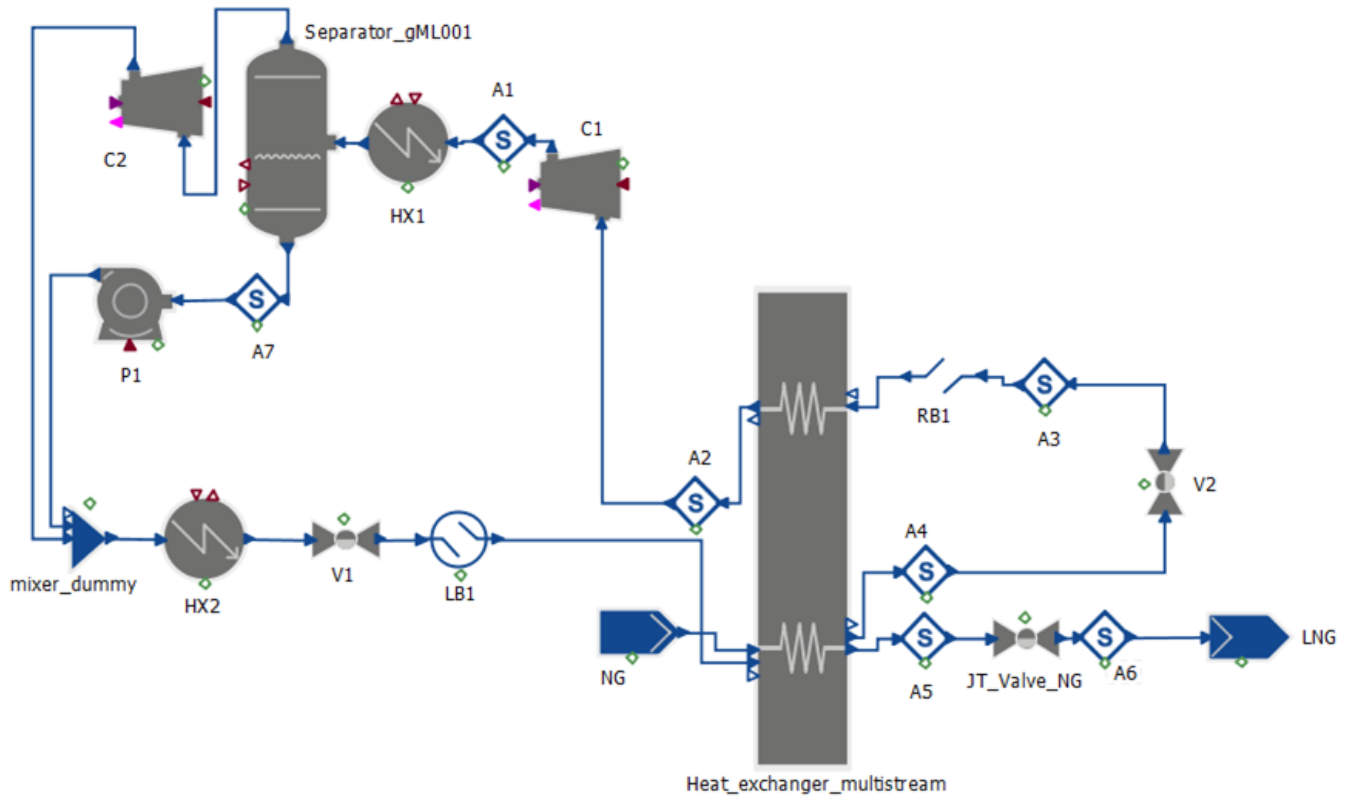 Separator_gML001
A1
C1
C2
S
HX1
S
A7
P1
S
A3
RB1
A2
S
V2
A4
S
mixer_dummy
HX2
V1
LB1
NG
S
A5
JT_Valve_NG
S
A6
LNG
Heat_exchanger_multistream